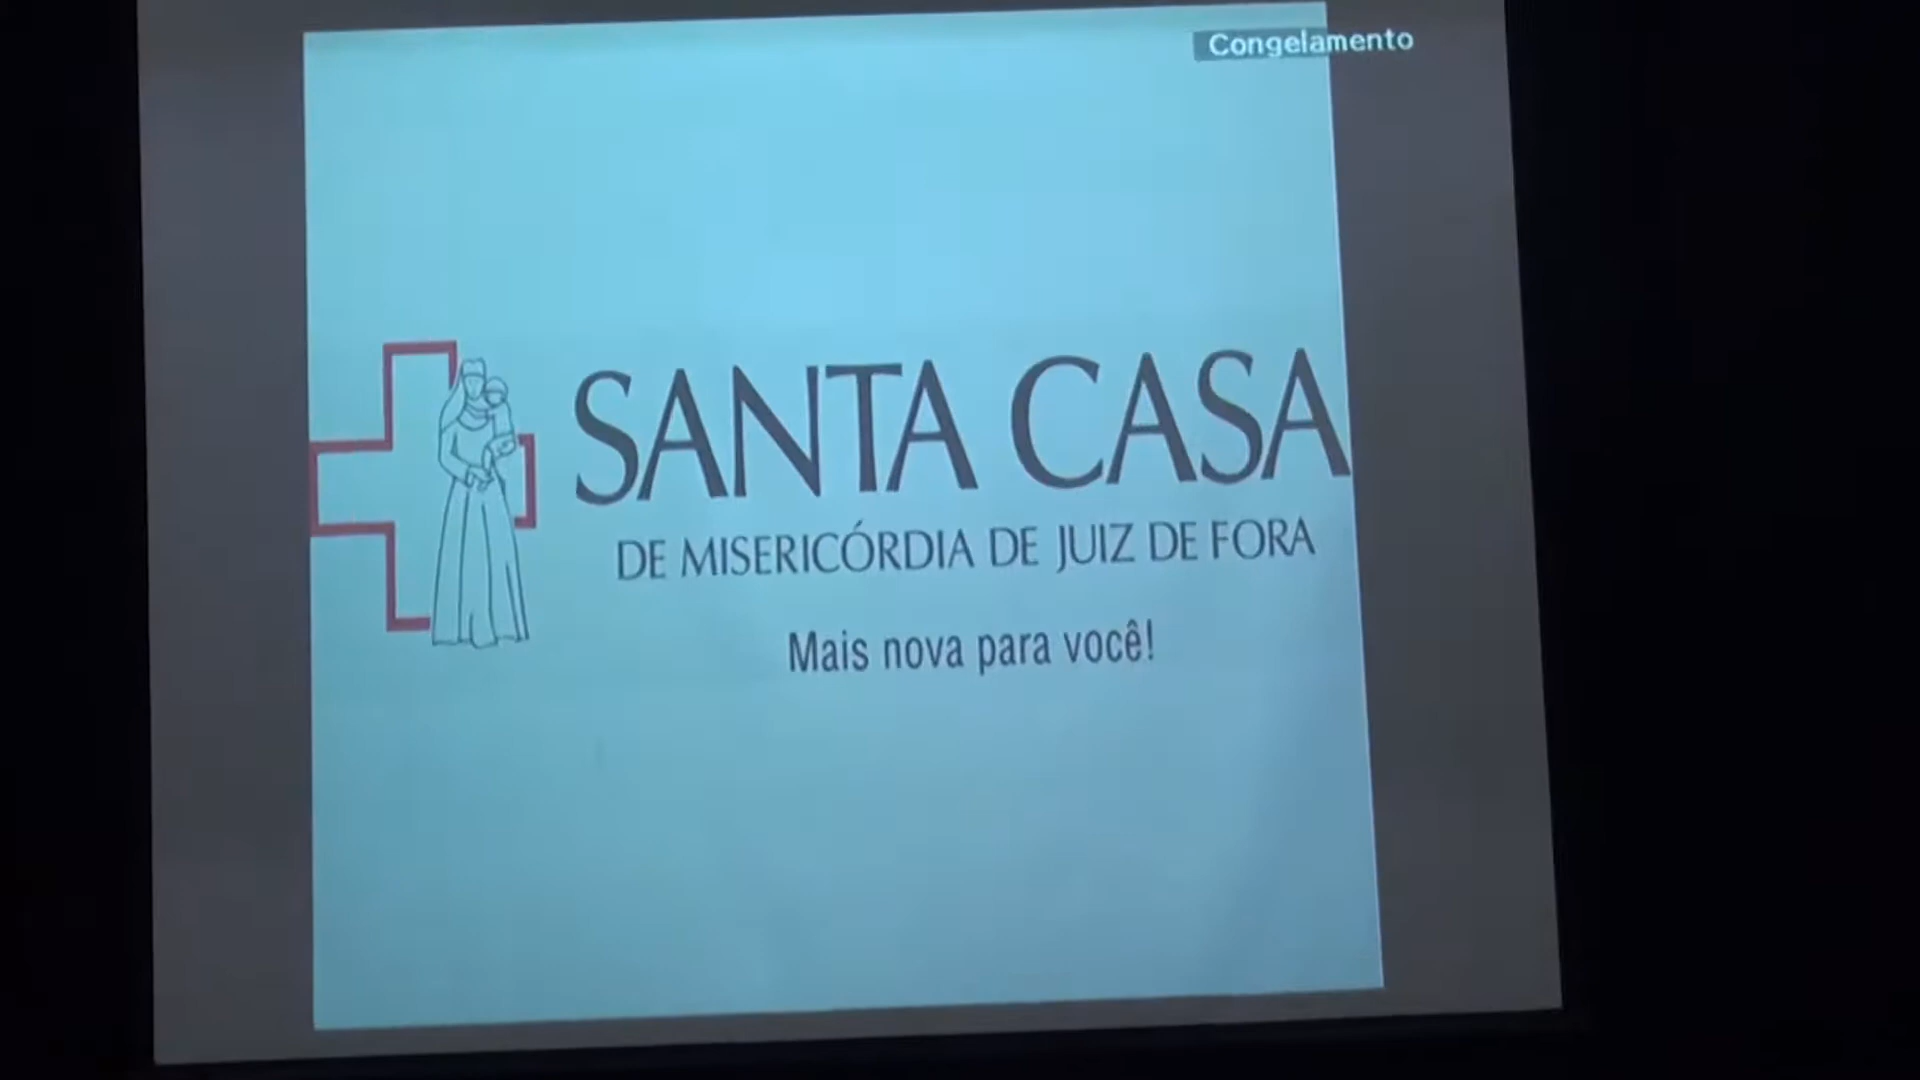 Congelamento
SANTA CASA
DE MISERICÓRDIA DE JUIZ DE FORA
Mais nova para você!